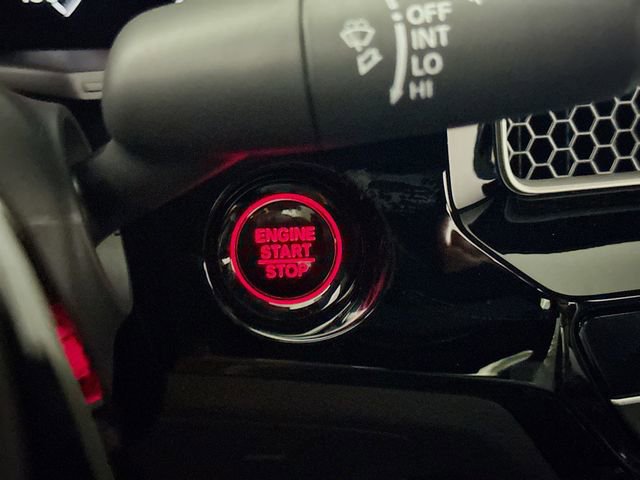 OFF
INT
LO
HI
ENGINE
START
STOP